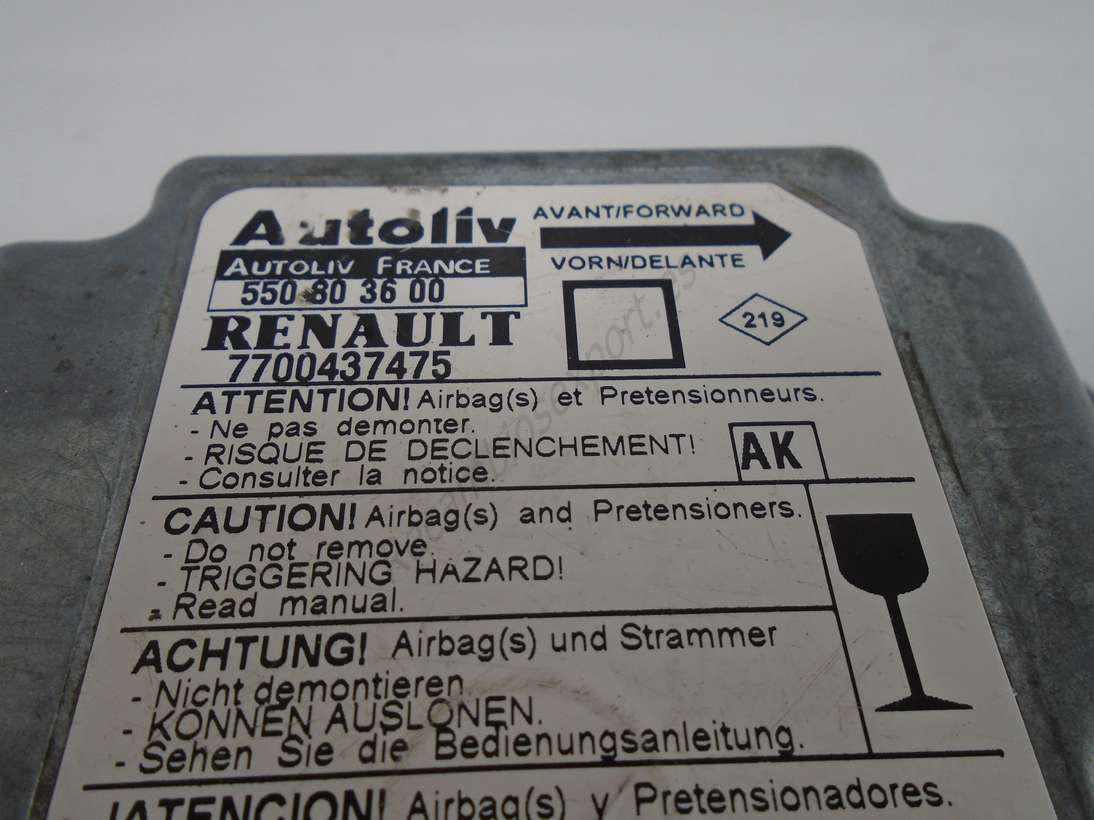 Autoliv
AVANT/FORWARD
AUTOLIV FRANCE
VORN/DELANTE
550 80 36 00
219
RENAULT
7700437475
ATTENTION! Airbag(s) et Pretensionneurs.
- Ne pas demonter.
- RISQUE DE DECLENCHEMENT!
- Consulter la notice.
AK
CAUTION! Airbag(s) and Pretensioners.
- Do not remove.
- TRIGGERING HAZARD!
- Read manual.
ACHTUNG! Airbag(s) und Strammer
- Nicht demontieren
- KONNEN AUSLONEN.
- Sehen Sie die Bedienungsanleitung.
¡ATENCION! Airbag(s) y Pretensionadores.